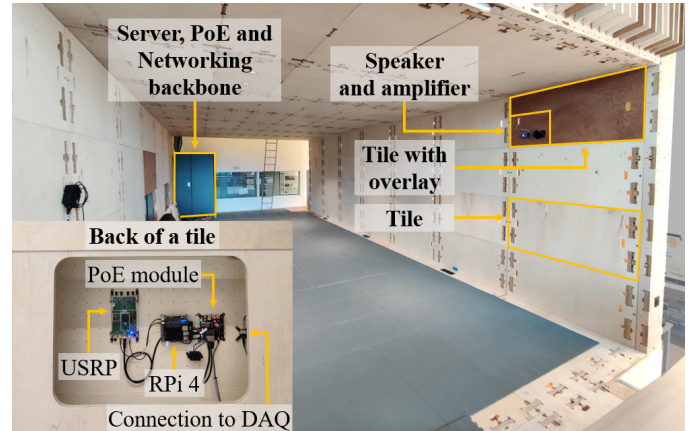 Server, PoE and
Networking
backbone
Speaker
and amplifier
Tile with
overlay
Tile
Back of a tile
PoE module
USRP
RPi 4
Connection to DAQ